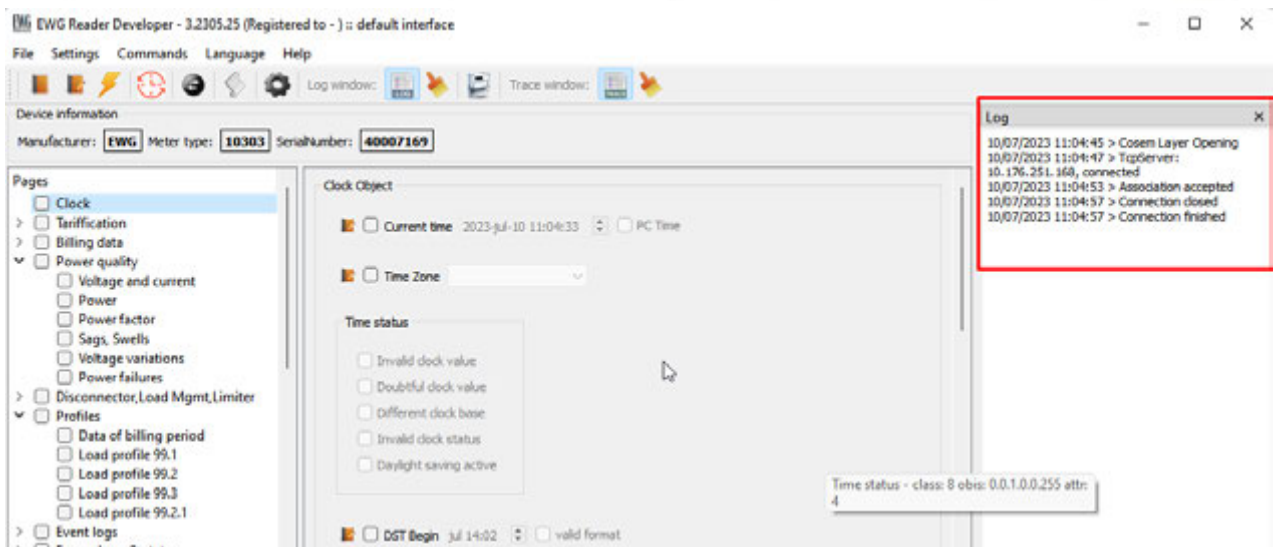 EWG Reader Developer - 3.2305.25 (Registered to - ) :: default interface
File Settings Commands Language Help
Log window: Trace window:
Device information
Manufacturer: EWG Meter type: 10303 SerialNumber: 40007169
Pages
Clock
Tariffication
Billing data
Power quality
Voltage and current
Power
Power factor
Sags, Swells
Voltage variations
Power failures
Disconnector,Load Mgmt,Limiter
Profiles
Data of billing period
Load profile 99.1
Load profile 99.2
Load profile 99.3
Load profile 99.2.1
Event logs
Clock Object
Current time 2023-jul-10 11:04:33 PC Time
Time Zone
Time status
Invalid clock value
Doubtful clock value
Different clock base
Invalid clock status
Daylight saving active
Time status - class: 8 obis: 0.0.1.0.0.255 attr:
4
DST Begin jul 14:02 valid format
Log
10/07/2023 11:04:45 > Cosem Layer Opening
10/07/2023 11:04:47 > TcpServer:
10.176.251.168, connected
10/07/2023 11:04:53 > Association accepted
10/07/2023 11:04:57 > Connection closed
10/07/2023 11:04:57 > Connection finished